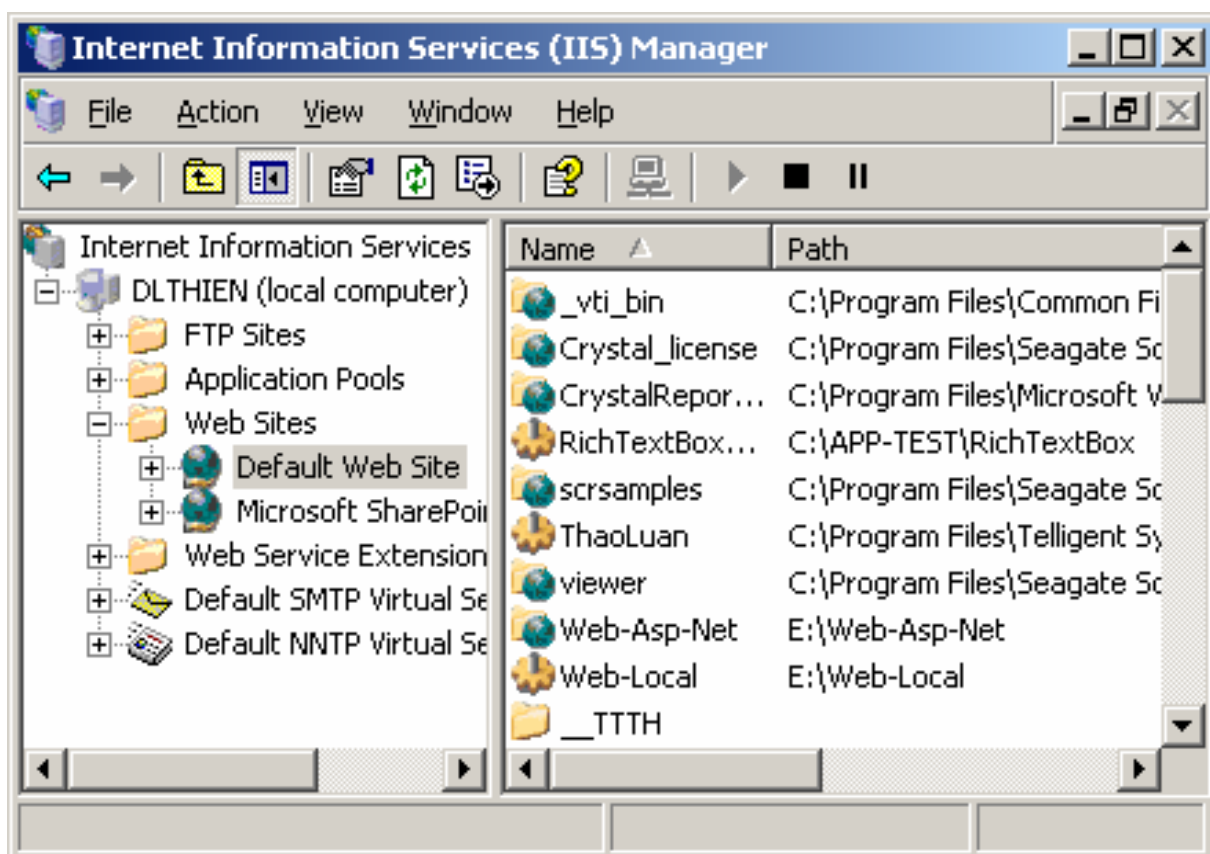 Internet Information Services (IIS) Manager
File Action View Window Help
Internet Information Services
DLTHIEN (local computer)
FTP Sites
Application Pools
Web Sites
Default Web Site
Microsoft SharePoi
Web Service Extension
Default SMTP Virtual Se
Default NNTP Virtual Se
Name Path
_vti_bin C:\Program Files\Common Fi
Crystal_license C:\Program Files\Seagate Sc
CrystalRepor... C:\Program Files\Microsoft V
RichTextBox... C:\APP-TEST\RichTextBox
scrsamples C:\Program Files\Seagate Sc
ThaoLuan C:\Program Files\Telligent Sy
viewer C:\Program Files\Seagate Sc
Web-Asp-Net E:\Web-Asp-Net
Web-Local E:\Web-Local
__TTTH